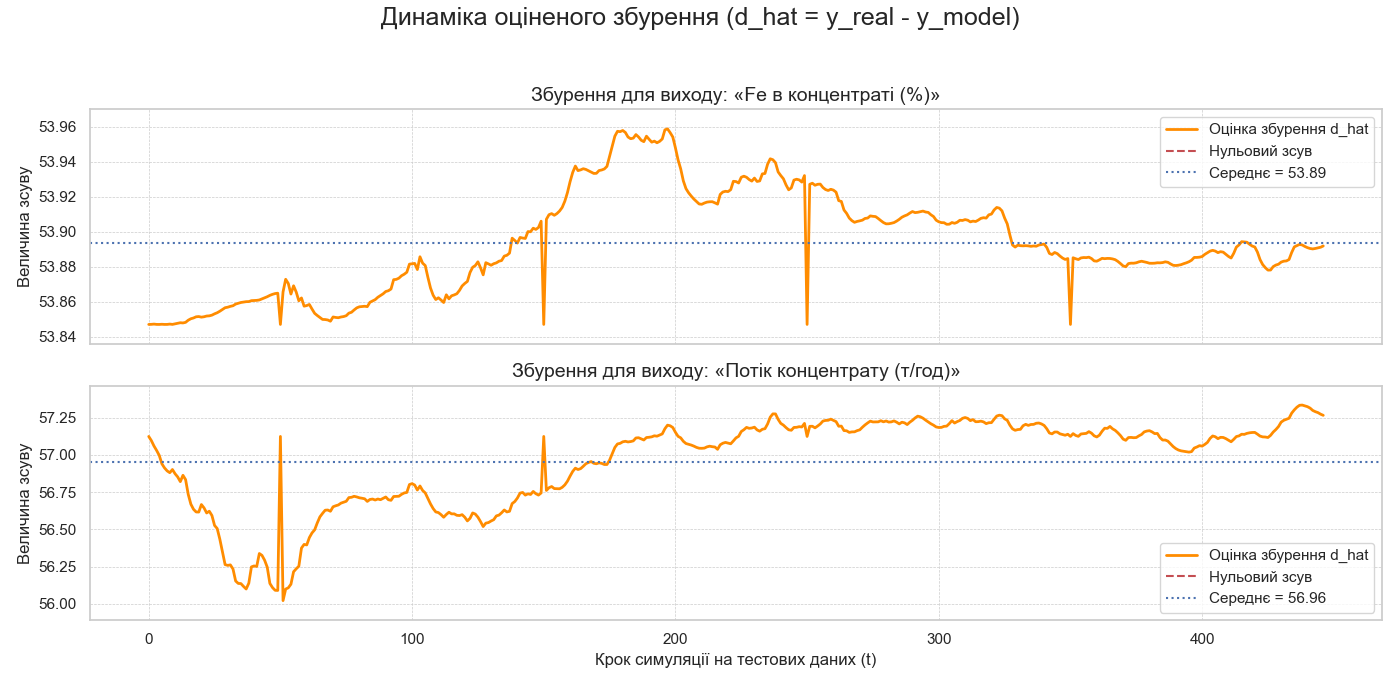 Динаміка оціненого збурення (d_hat = y_real - y_model)
Збурення для виходу: «Fe в концентраті (%)»
Величина зсуву
53.96
53.94
53.92
53.90
53.88
53.86
53.84
Оцінка збурення d_hat
Нульовий зсув
Середнє = 53.89
Збурення для виходу: «Потік концентрату (т/год)»
Величина зсуву
57.25
57.00
56.75
56.50
56.25
56.00
Оцінка збурення d_hat
Нульовий зсув
Середнє = 56.96
0 100 200 300 400
Крок симуляції на тестових даних (t)